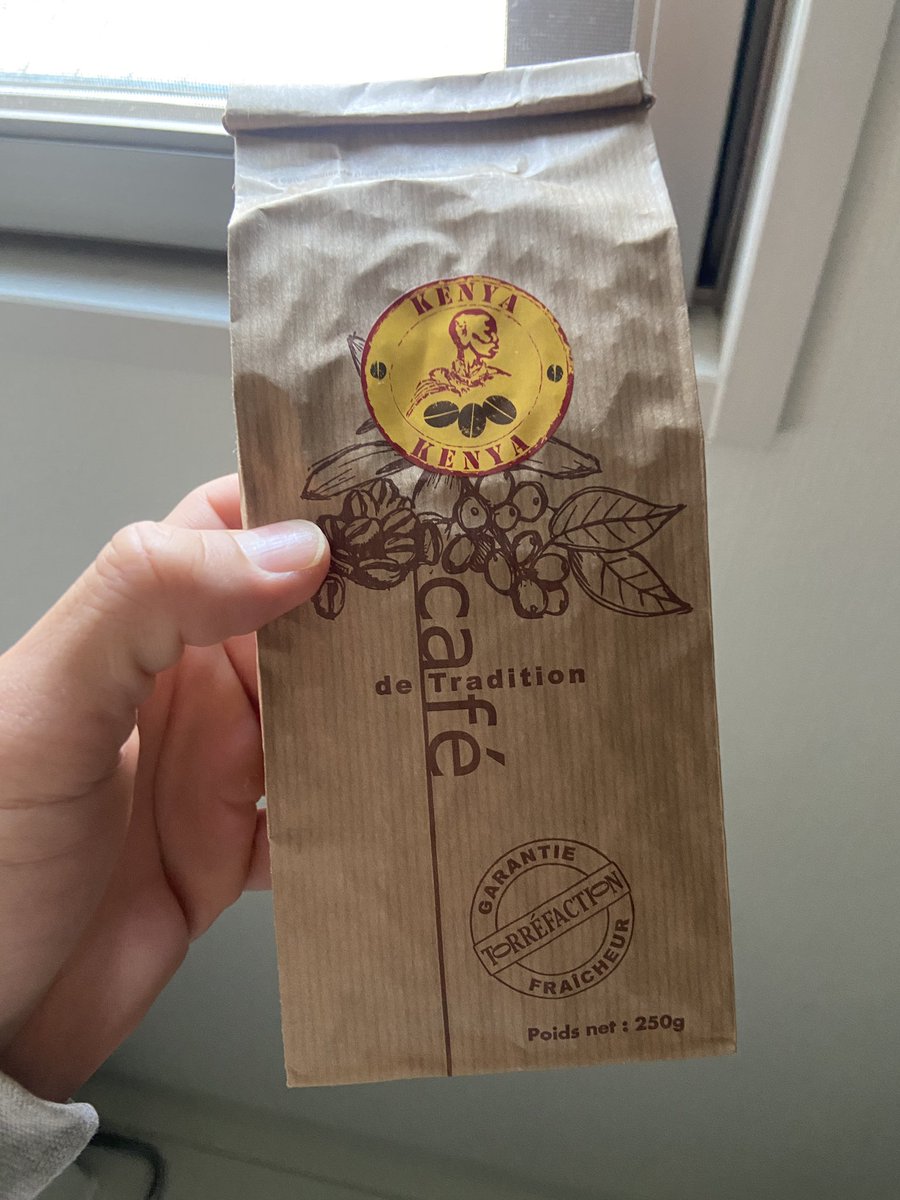 KENYA
KENYA
café
de Tradition
GARANTIE
TORRÉFACTION
FRAÎCHEUR
Poids net : 250g